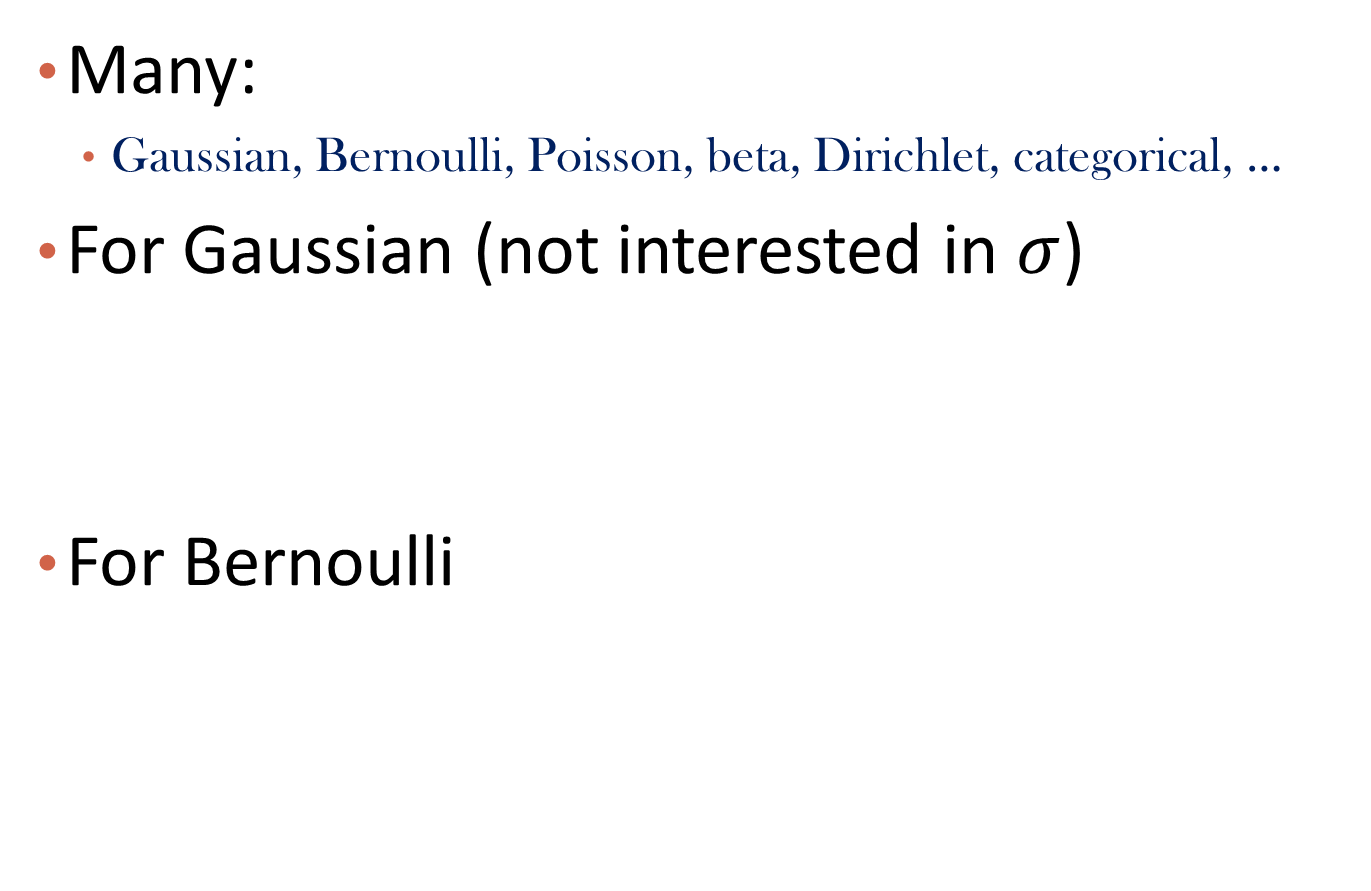 • Many:
• Gaussian, Bernoulli, Poisson, beta, Dirichlet, categorical, ...
• For Gaussian (not interested in 𝜎)
• For Bernoulli